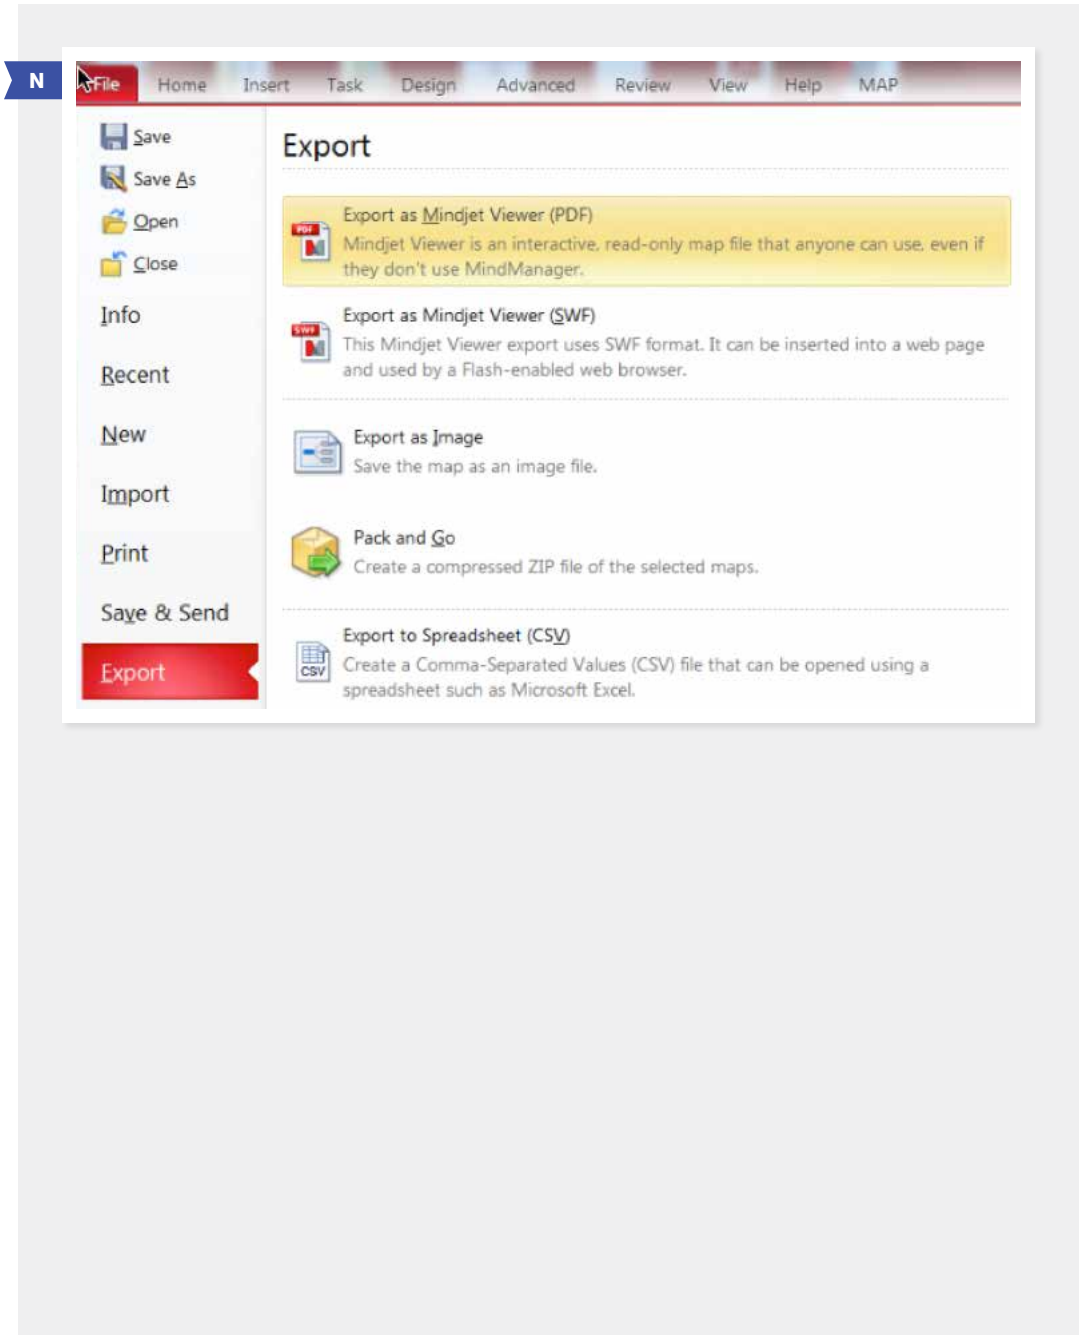 N
File Home Insert Task Design Advanced Review View Help MAP
Save
Save As
Open
Close
Info
Recent
New
Import
Print
Save & Send
Export
Export
Export as Mindjet Viewer (PDF)
Mindjet Viewer is an interactive, read-only map file that anyone can use, even if
they don't use MindManager.
Export as Mindjet Viewer (SWF)
This Mindjet Viewer export uses SWF format. It can be inserted into a web page
and used by a Flash-enabled web browser.
Export as Image
Save the map as an image file.
Pack and Go
Create a compressed ZIP file of the selected maps.
Export to Spreadsheet (CSV)
Create a Comma-Separated Values (CSV) file that can be opened using a
spreadsheet such as Microsoft Excel.
PDF
SWF
CSV